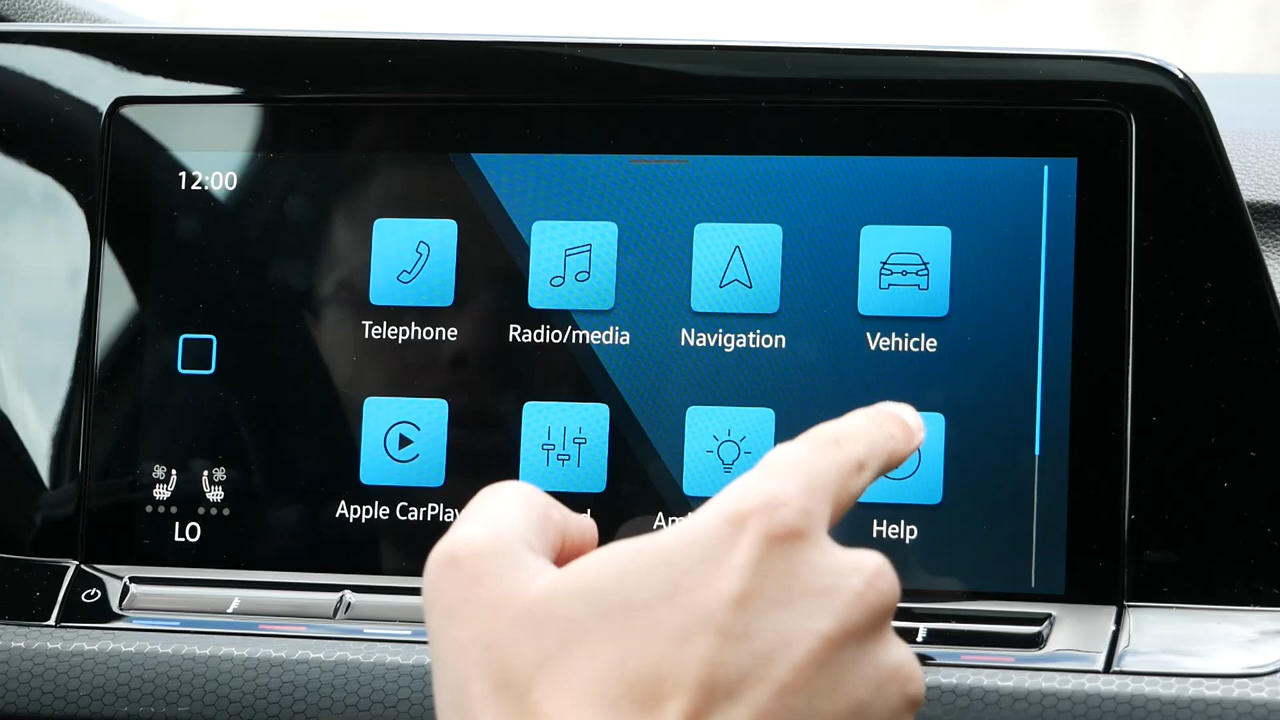 12:00
Telephone
Radio/media
Navigation
Vehicle
Apple CarPlay
Help
LO